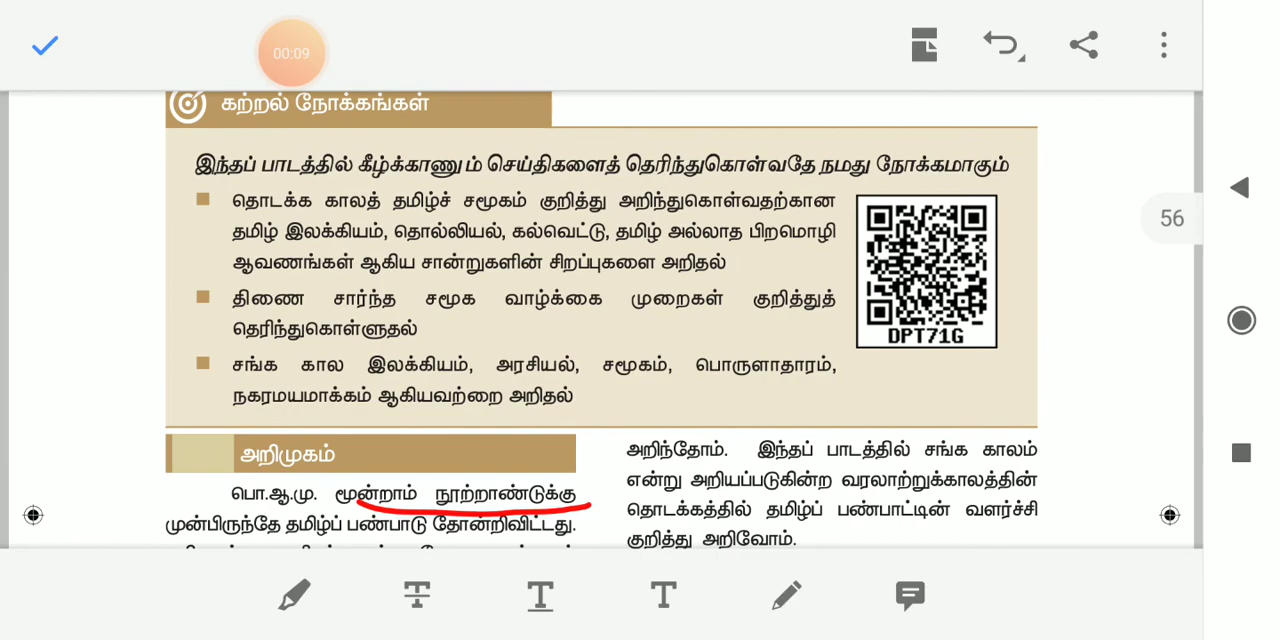 00:09
கற்றல் நோக்கங்கள்
56
இந்தப் பாடத்தில் கீழ்க்காணும் செய்திகளைத் தெரிந்துகொள்வதே நமது நோக்கமாகும்
தொடக்க காலத் தமிழ்ச் சமூகம் குறித்து அறிந்துகொள்வதற்கான
தமிழ் இலக்கியம், தொல்லியல், கல்வெட்டு, தமிழ் அல்லாத பிறமொழி
ஆவணங்கள் ஆகிய சான்றுகளின் சிறப்புகளை அறிதல்
திணை சார்ந்த சமூக வாழ்க்கை முறைகள் குறித்துத்
தெரிந்துகொள்ளுதல்
சங்க கால இலக்கியம், அரசியல், சமூகம், பொருளாதாரம்,
நகரமயமாக்கம் ஆகியவற்றை அறிதல்
DPT71G
அறிமுகம்
பொ.ஆ.மு. மூன்றாம் நூற்றாண்டுக்கு
முன்பிருந்தே தமிழ்ப் பண்பாடு தோன்றிவிட்டது.
அறிந்தோம். இந்தப் பாடத்தில் சங்க காலம்
என்று அறியப்படுகின்ற வரலாற்றுக்காலத்தின்
தொடக்கத்தில் தமிழ்ப் பண்பாட்டின் வளர்ச்சி
குறித்து அறிவோம்.